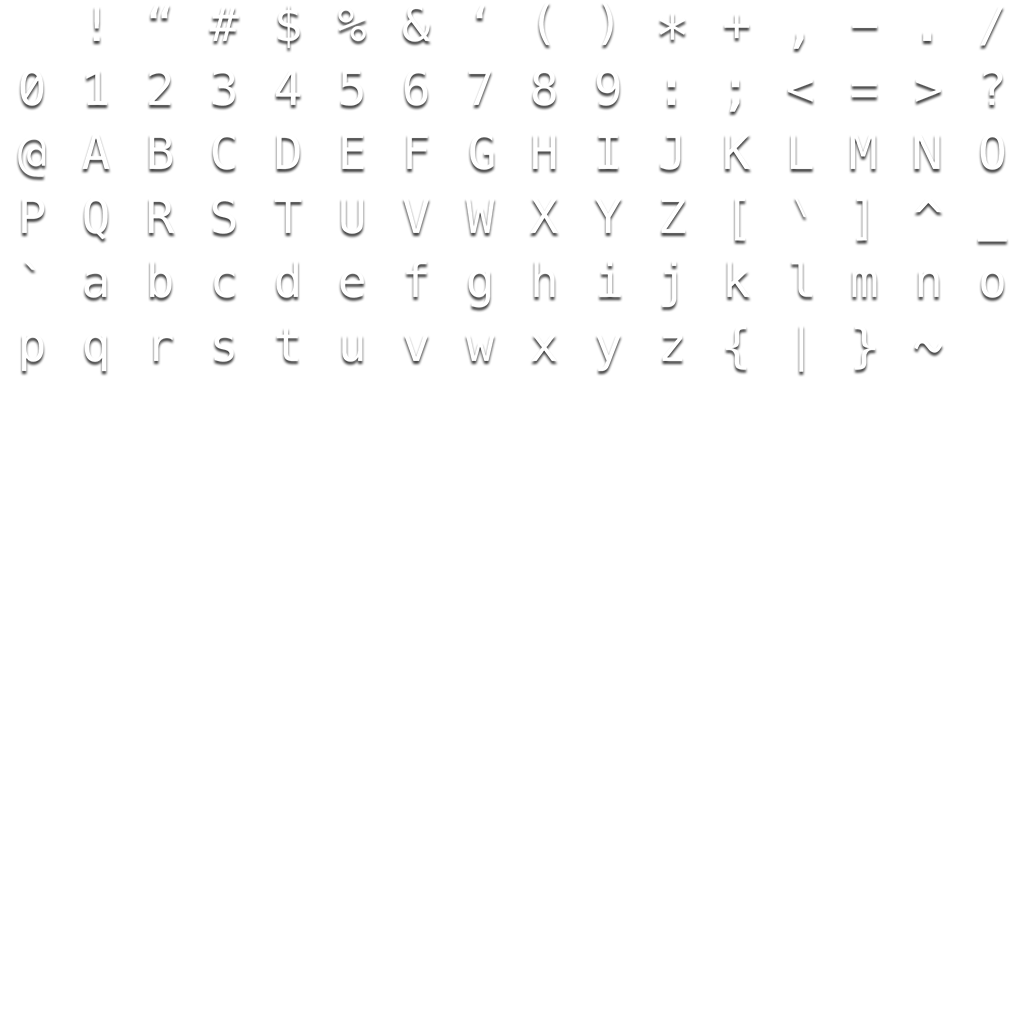 ! “ # $ % & ‘ ( ) * + , − . /
0 1 2 3 4 5 6 7 8 9 : ; < = > ?
@ A B C D E F G H I J K L M N O
P Q R S T U V W X Y Z [ \ ] ^ _
` a b c d e f g h i j k l m n o
p q r s t u v w x y z { | } ~